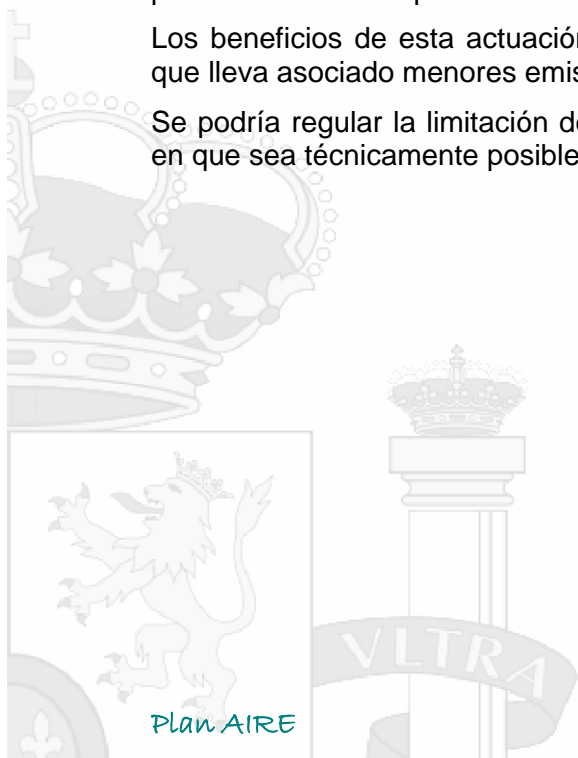 Los beneficios de esta actuación
que lleva asociado menores emis
Se podría regular la limitación de
en que sea técnicamente posible
VLTRA
Plan AIRE